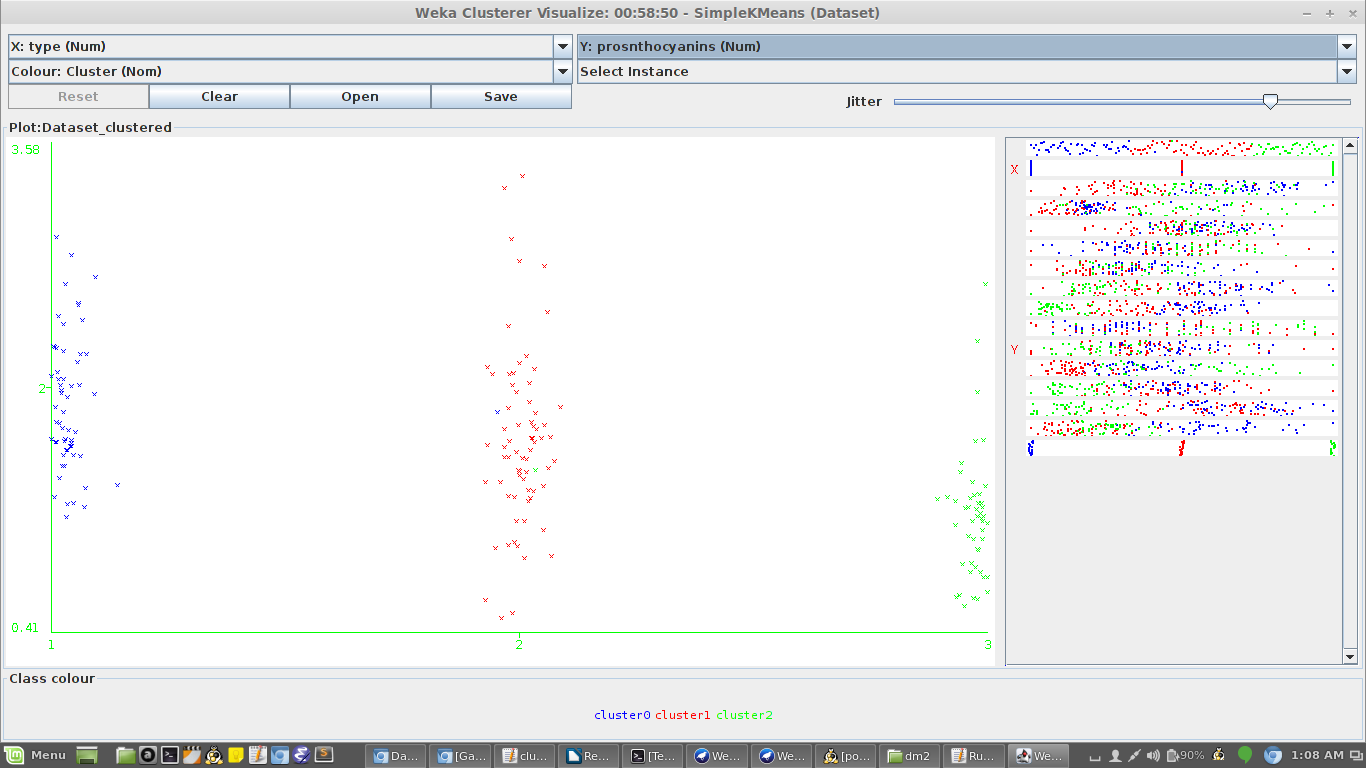 Weka Clusterer Visualize: 00:58:50 - SimpleKMeans (Dataset)
X: type (Num) Y: prosnthocyanins (Num)
Colour: Cluster (Nom) Select Instance
Reset Clear Open Save Jitter
Plot:Dataset_clustered
3.58
X
Y
2
0.41
1 2 3
Class colour
cluster0 cluster1 cluster2
Menu Da... [Ga... clu... Re... [Te... We... We... [po... dm2 Ru... We... 90% 1:08 AM